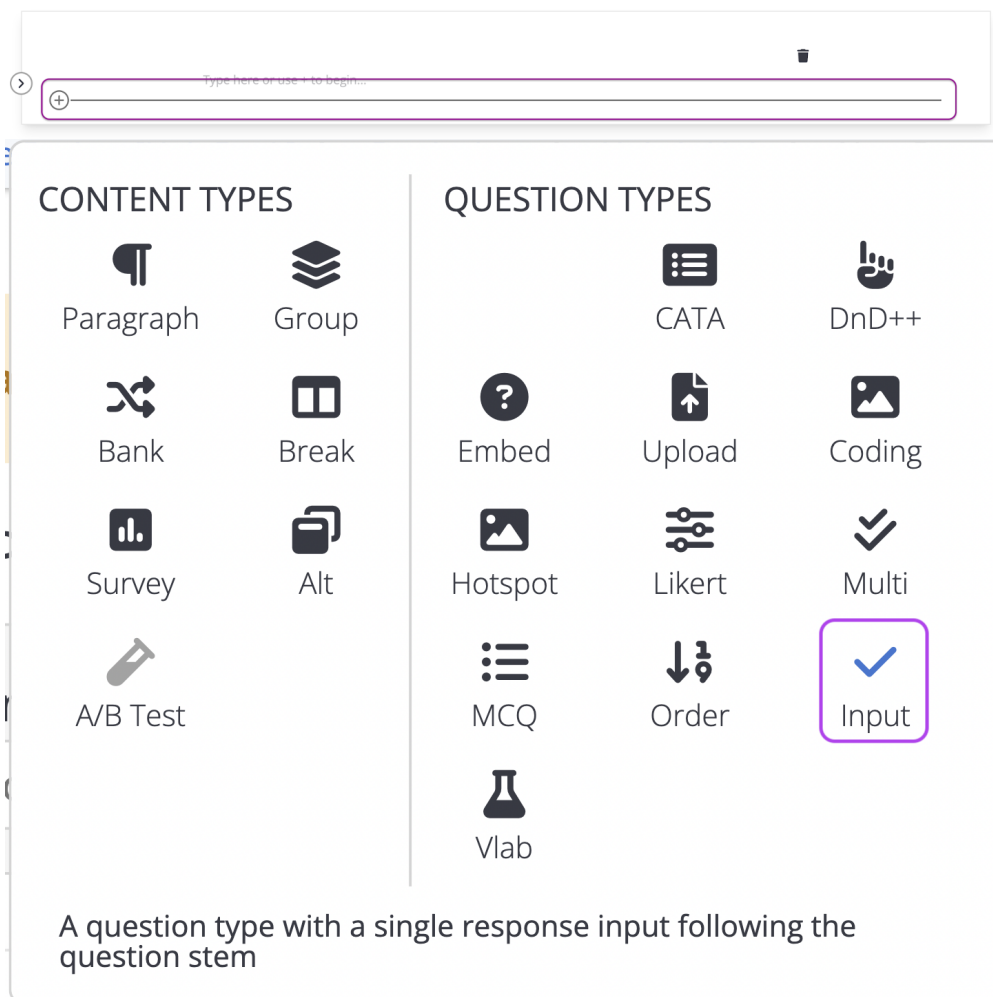 Type here or use + to begin...
CONTENT TYPES
QUESTION TYPES
Paragraph
Group
CATA
DnD++
Bank
Break
Embed
Upload
Coding
Survey
Alt
Hotspot
Likert
Multi
A/B Test
MCQ
Order
Input
Vlab
A question type with a single response input following the
question stem